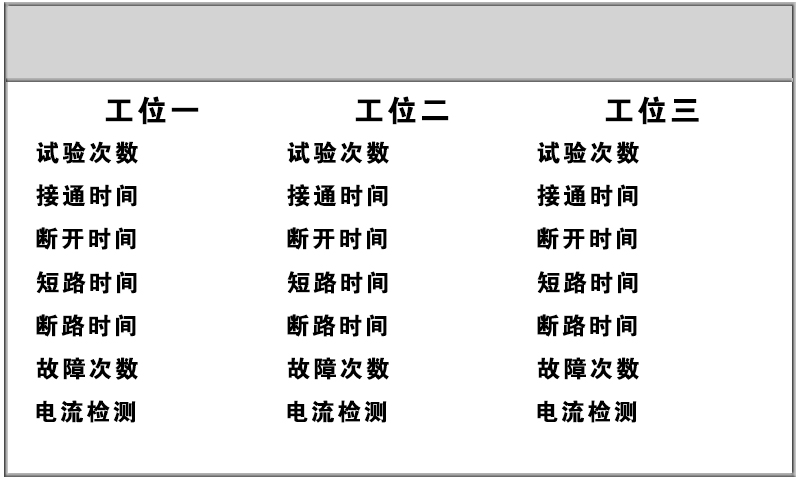 工位一 工位二 工位三
试验次数 试验次数 试验次数
接通时间 接通时间 接通时间
断开时间 断开时间 断开时间
短路时间 短路时间 短路时间
断路时间 断路时间 断路时间
故障次数 故障次数 故障次数
电流检测 电流检测 电流检测